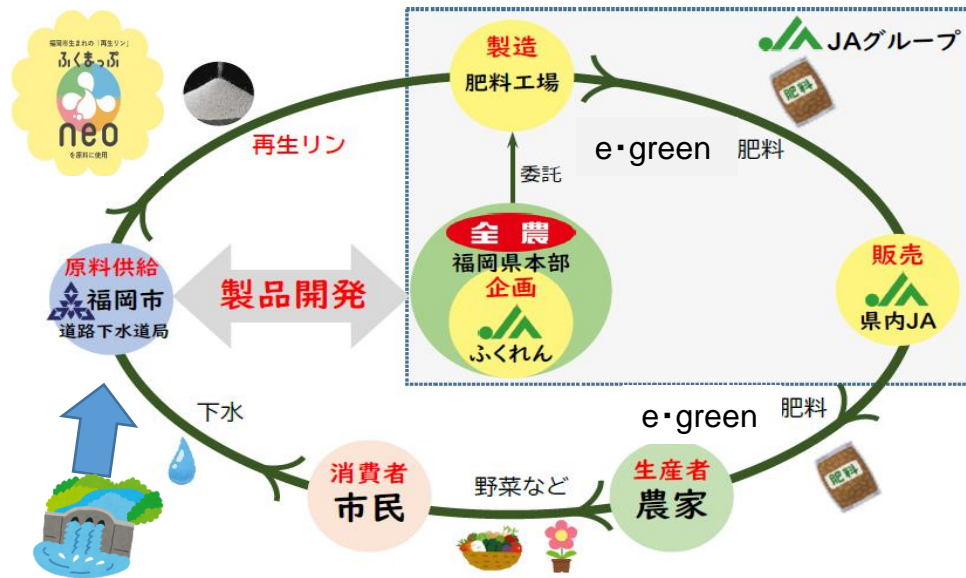 福岡市生まれの「再生リン」
ふくまっぷ
neo
を原料に使用
再生リン
製造
肥料工場
JAグループ
肥料
e・green 肥料
委託
全農
福岡県本部
企画
ふくれん
原料供給
福岡市
道路下水道局
製品開発
販売
県内JA
下水
e・green 肥料
肥料
消費者
市民
野菜など
生産者
農家